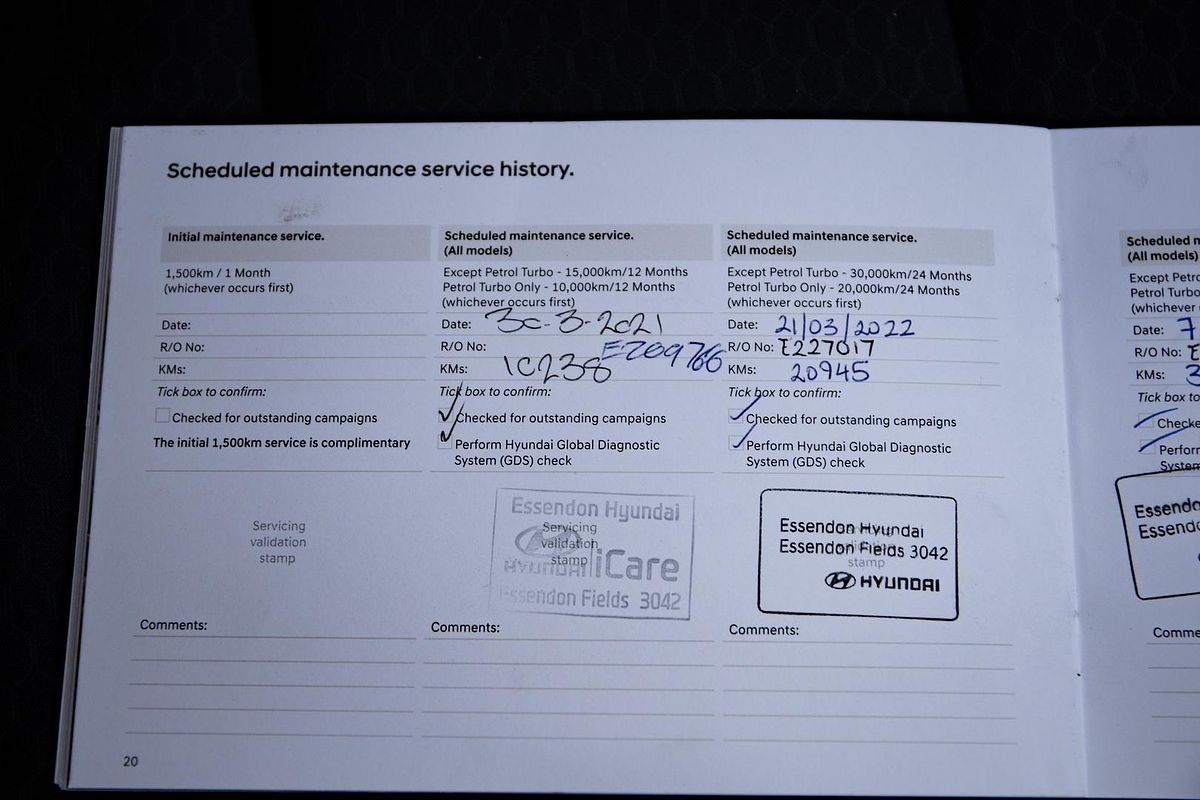 Scheduled maintenance service history.
Initial maintenance service.
1,500km / 1 Month
(whichever occurs first)
Date:
R/O No:
KMs:
Tick box to confirm:
Checked for outstanding campaigns
The initial 1,500km service is complimentary
Servicing
validation
stamp
Comments:
Scheduled maintenance service.
(All models)
Except Petrol Turbo - 15,000km/12 Months
Petrol Turbo Only - 10,000km/12 Months
(whichever occurs first)
Date: 30-3-2021
R/O No: E209766
KMs: 10238
Tick box to confirm:
Checked for outstanding campaigns
Perform Hyundai Global Diagnostic
System (GDS) check
Essendon Hyundai
Servicing
validation
stamp
HYUNDAI iCare
Essendon Fields 3042
Comments:
Scheduled maintenance service.
(All models)
Except Petrol Turbo - 30,000km/24 Months
Petrol Turbo Only - 20,000km/24 Months
(whichever occurs first)
Date: 21/03/2022
R/O No: E227017
KMs: 20945
Tick box to confirm:
Checked for outstanding campaigns
Perform Hyundai Global Diagnostic
System (GDS) check
Essendon Hyundai
Essendon Fields 3042
stamp
HYUNDAI
Comments:
20
Scheduled
(All models)
Except
Petrol Turbo
(whichever
Date: 7
R/O No: E
KMs: 3
Tick box to